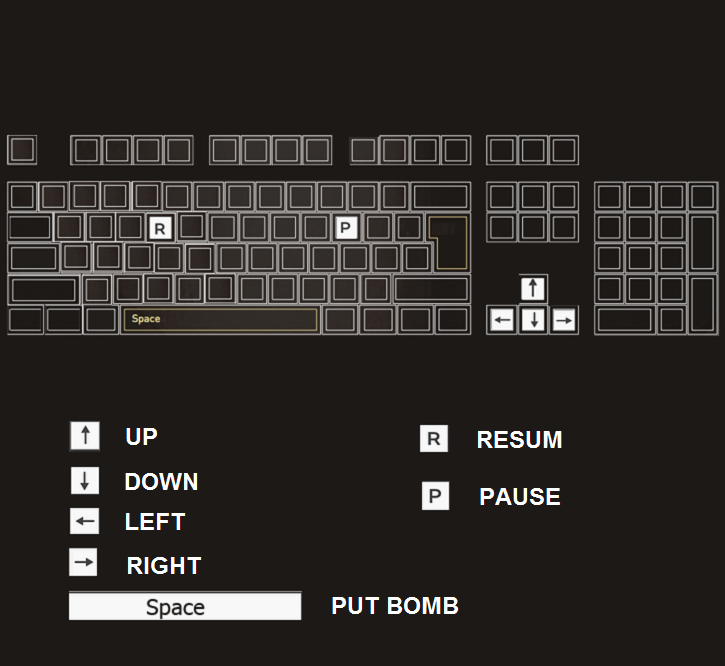 R P
↑
Space ← ↓ →
↑ UP
R RESUM
↓ DOWN
P PAUSE
← LEFT
→ RIGHT
Space PUT BOMB